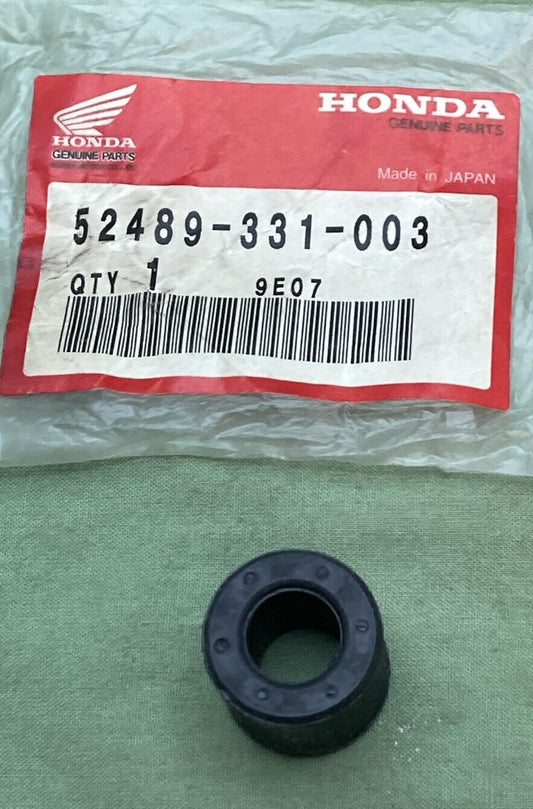 HONDA
GENUINE PARTS
HONDA
GENUINE PARTS
Made in JAPAN
52489-331-003
QTY 1 9E07